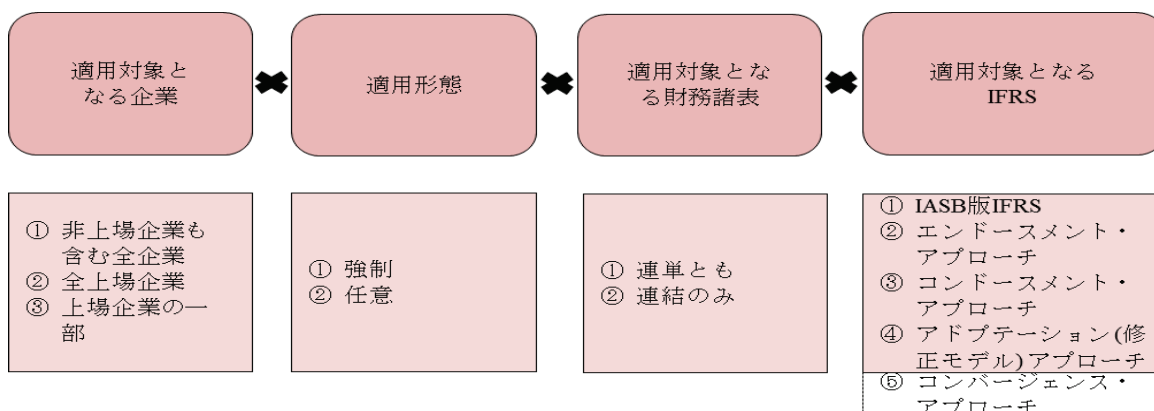 適用対象と
なる企業
適用形態
適用対象とな
る財務諸表
適用対象となる
IFRS
① 非上場企業も
含む全企業
② 全上場企業
③ 上場企業の一
部
① 強制
② 任意
① 連単とも
② 連結のみ
① IASB版IFRS
② エンドースメント・
アプローチ
③ コンドースメント・
アプローチ
④ アドプテーション(修
正モデル)アプローチ
⑤ コンバージェンス・
アプローチ